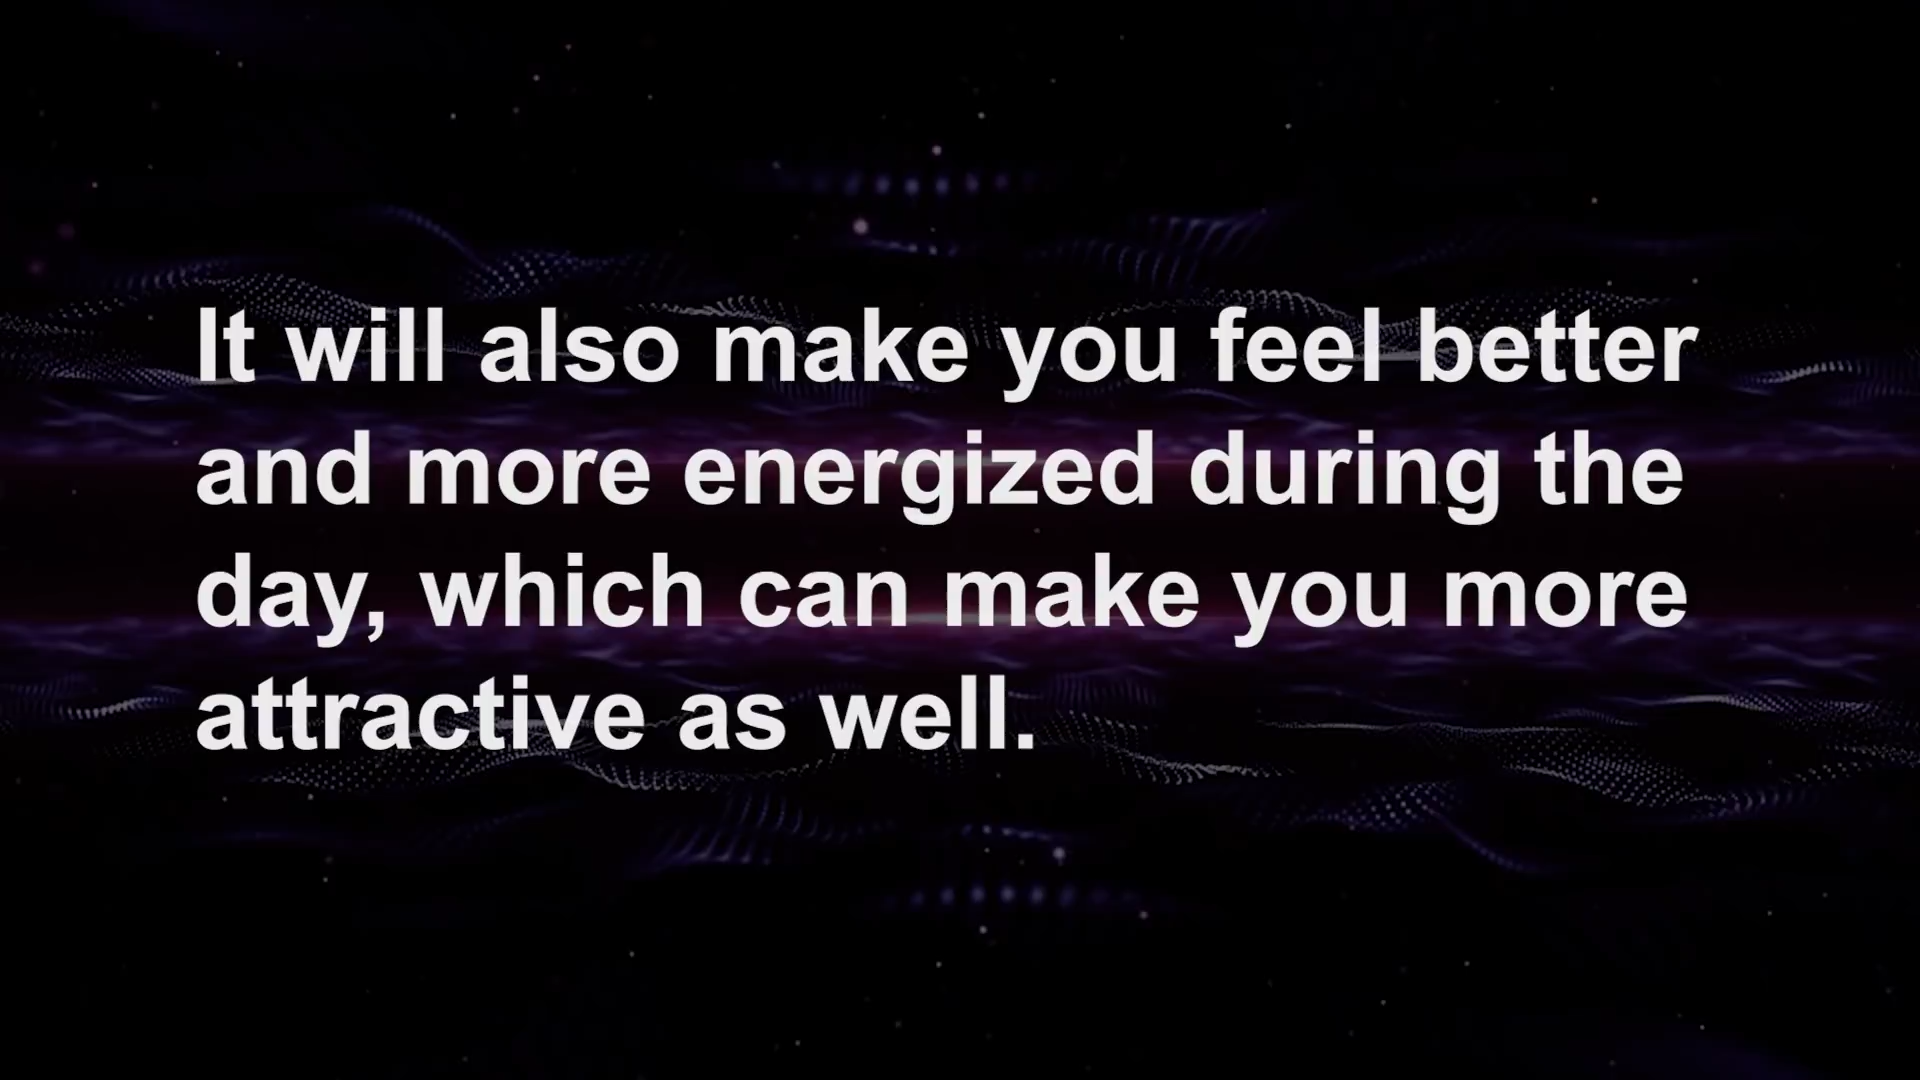 It will also make you feel better
and more energized during the
day, which can make you more
attractive as well.